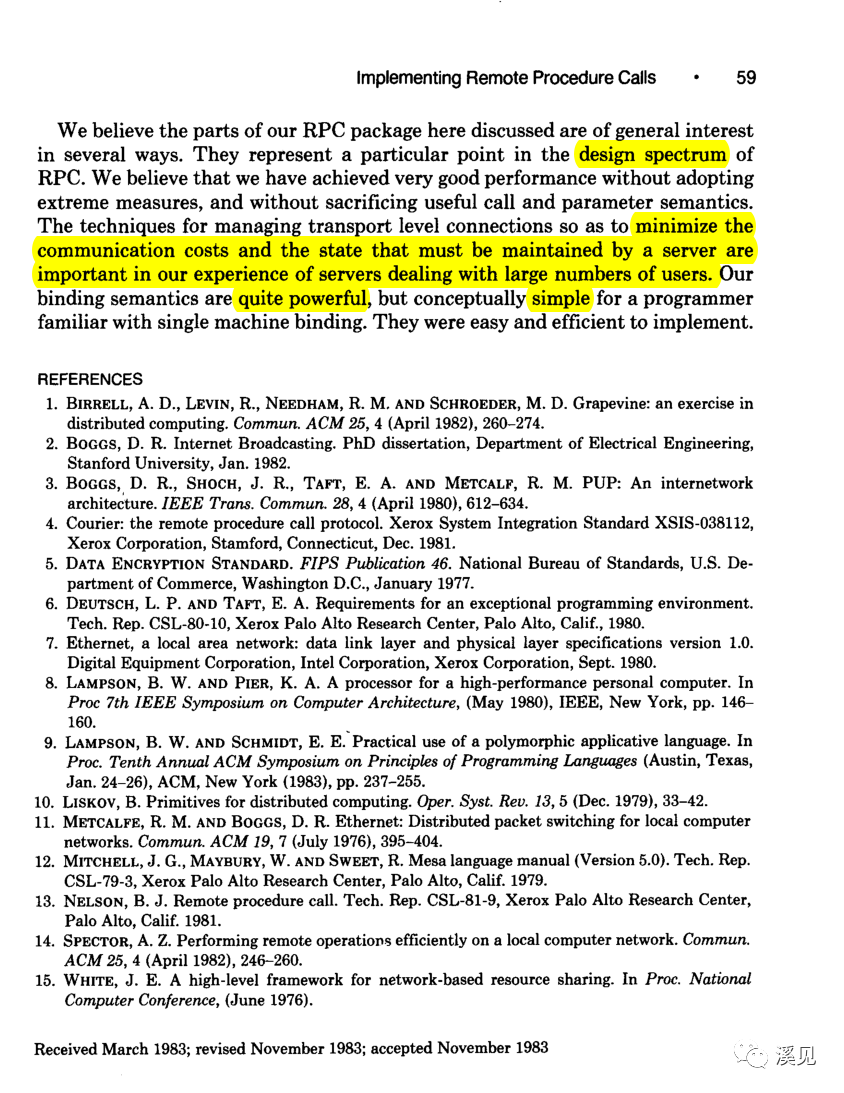 Implementing Remote Procedure Calls • 59
We believe the parts of our RPC package here discussed are of general interest
in several ways. They represent a particular point in the design spectrum of
RPC. We believe that we have achieved very good performance without adopting
extreme measures, and without sacrificing useful call and parameter semantics.
The techniques for managing transport level connections so as to minimize the
communication costs and the state that must be maintained by a server are
important in our experience of servers dealing with large numbers of users. Our
binding semantics are quite powerful, but conceptually simple for a programmer
familiar with single machine binding. They were easy and efficient to implement.
REFERENCES
1. BIRRELL, A. D., LEVIN, R., NEEDHAM, R. M. AND SCHROEDER, M. D. Grapevine: an exercise in
distributed computing. Commun. ACM 25, 4 (April 1982), 260–274.
2. BOGGS, D. R. Internet Broadcasting. PhD dissertation, Department of Electrical Engineering,
Stanford University, Jan. 1982.
3. BOGGS, D. R., SHOCH, J. R., TAFT, E. A. AND METCALF, R. M. PUP: An internetwork
architecture. IEEE Trans. Commun. 28, 4 (April 1980), 612–634.
4. Courier: the remote procedure call protocol. Xerox System Integration Standard XSIS-038112,
Xerox Corporation, Stamford, Connecticut, Dec. 1981.
5. DATA ENCRYPTION STANDARD. FIPS Publication 46. National Bureau of Standards, U.S. De-
partment of Commerce, Washington D.C., January 1977.
6. DEUTSCH, L. P. AND TAFT, E. A. Requirements for an exceptional programming environment.
Tech. Rep. CSL-80-10, Xerox Palo Alto Research Center, Palo Alto, Calif., 1980.
7. Ethernet, a local area network: data link layer and physical layer specifications version 1.0.
Digital Equipment Corporation, Intel Corporation, Xerox Corporation, Sept. 1980.
8. LAMPSON, B. W. AND PIER, K. A. A processor for a high-performance personal computer. In
Proc 7th IEEE Symposium on Computer Architecture, (May 1980), IEEE, New York, pp. 146–
160.
9. LAMPSON, B. W. AND SCHMIDT, E. E. Practical use of a polymorphic applicative language. In
Proc. Tenth Annual ACM Symposium on Principles of Programming Languages (Austin, Texas,
Jan. 24–26), ACM, New York (1983), pp. 237–255.
10. LISKOV, B. Primitives for distributed computing. Oper. Syst. Rev. 13, 5 (Dec. 1979), 33–42.
11. METCALFE, R. M. AND BOGGS, D. R. Ethernet: Distributed packet switching for local computer
networks. Commun. ACM 19, 7 (July 1976), 395–404.
12. MITCHELL, J. G., MAYBURY, W. AND SWEET, R. Mesa language manual (Version 5.0). Tech. Rep.
CSL-79-3, Xerox Palo Alto Research Center, Palo Alto, Calif. 1979.
13. NELSON, B. J. Remote procedure call. Tech. Rep. CSL-81-9, Xerox Palo Alto Research Center,
Palo Alto, Calif. 1981.
14. SPECTOR, A. Z. Performing remote operations efficiently on a local computer network. Commun.
ACM 25, 4 (April 1982), 246–260.
15. WHITE, J. E. A high-level framework for network-based resource sharing. In Proc. National
Computer Conference, (June 1976).
Received March 1983; revised November 1983; accepted November 1983
溪见